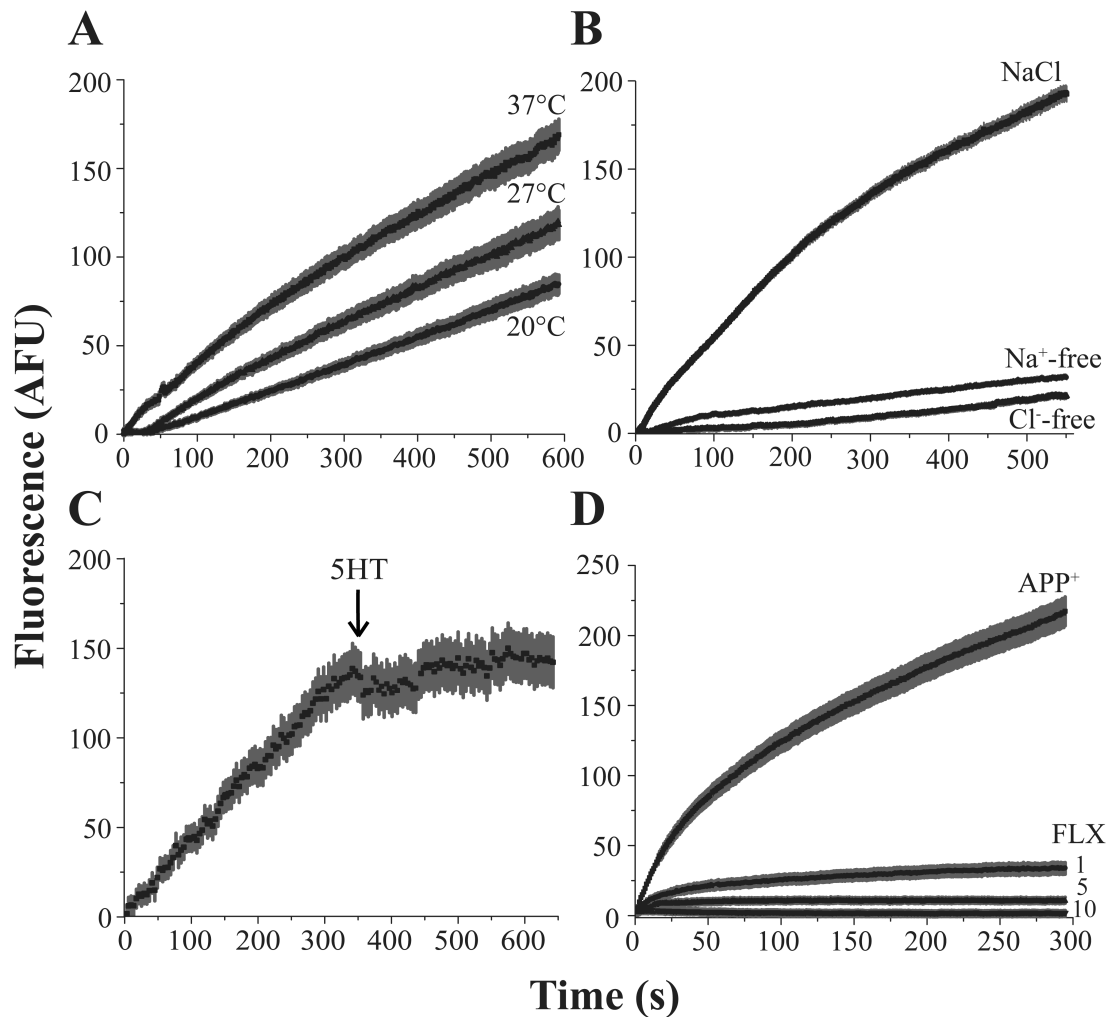 A
B
200
150
100
50
0
37°C
27°C
20°C
0 100 200 300 400 500 600
200
150
100
50
0
NaCl
Na⁺-free
Cl⁻-free
0 100 200 300 400 500
Fluorescence (AFU)
C
D
200
150
100
50
0
5HT
0 100 200 300 400 500 600
250
200
150
100
50
0
APP⁺
FLX
1
5
10
0 50 100 150 200 250 300
Time (s)